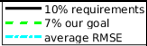 10% requirements
7% our goal
average RMSE